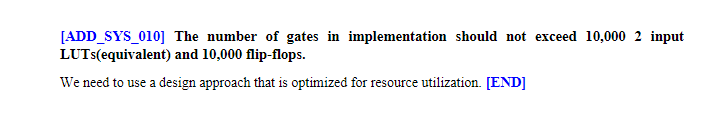 [ADD_SYS_010] The number of gates in implementation should not exceed 10,000 2 input
LUTs(equivalent) and 10,000 flip-flops.
We need to use a design approach that is optimized for resource utilization. [END]